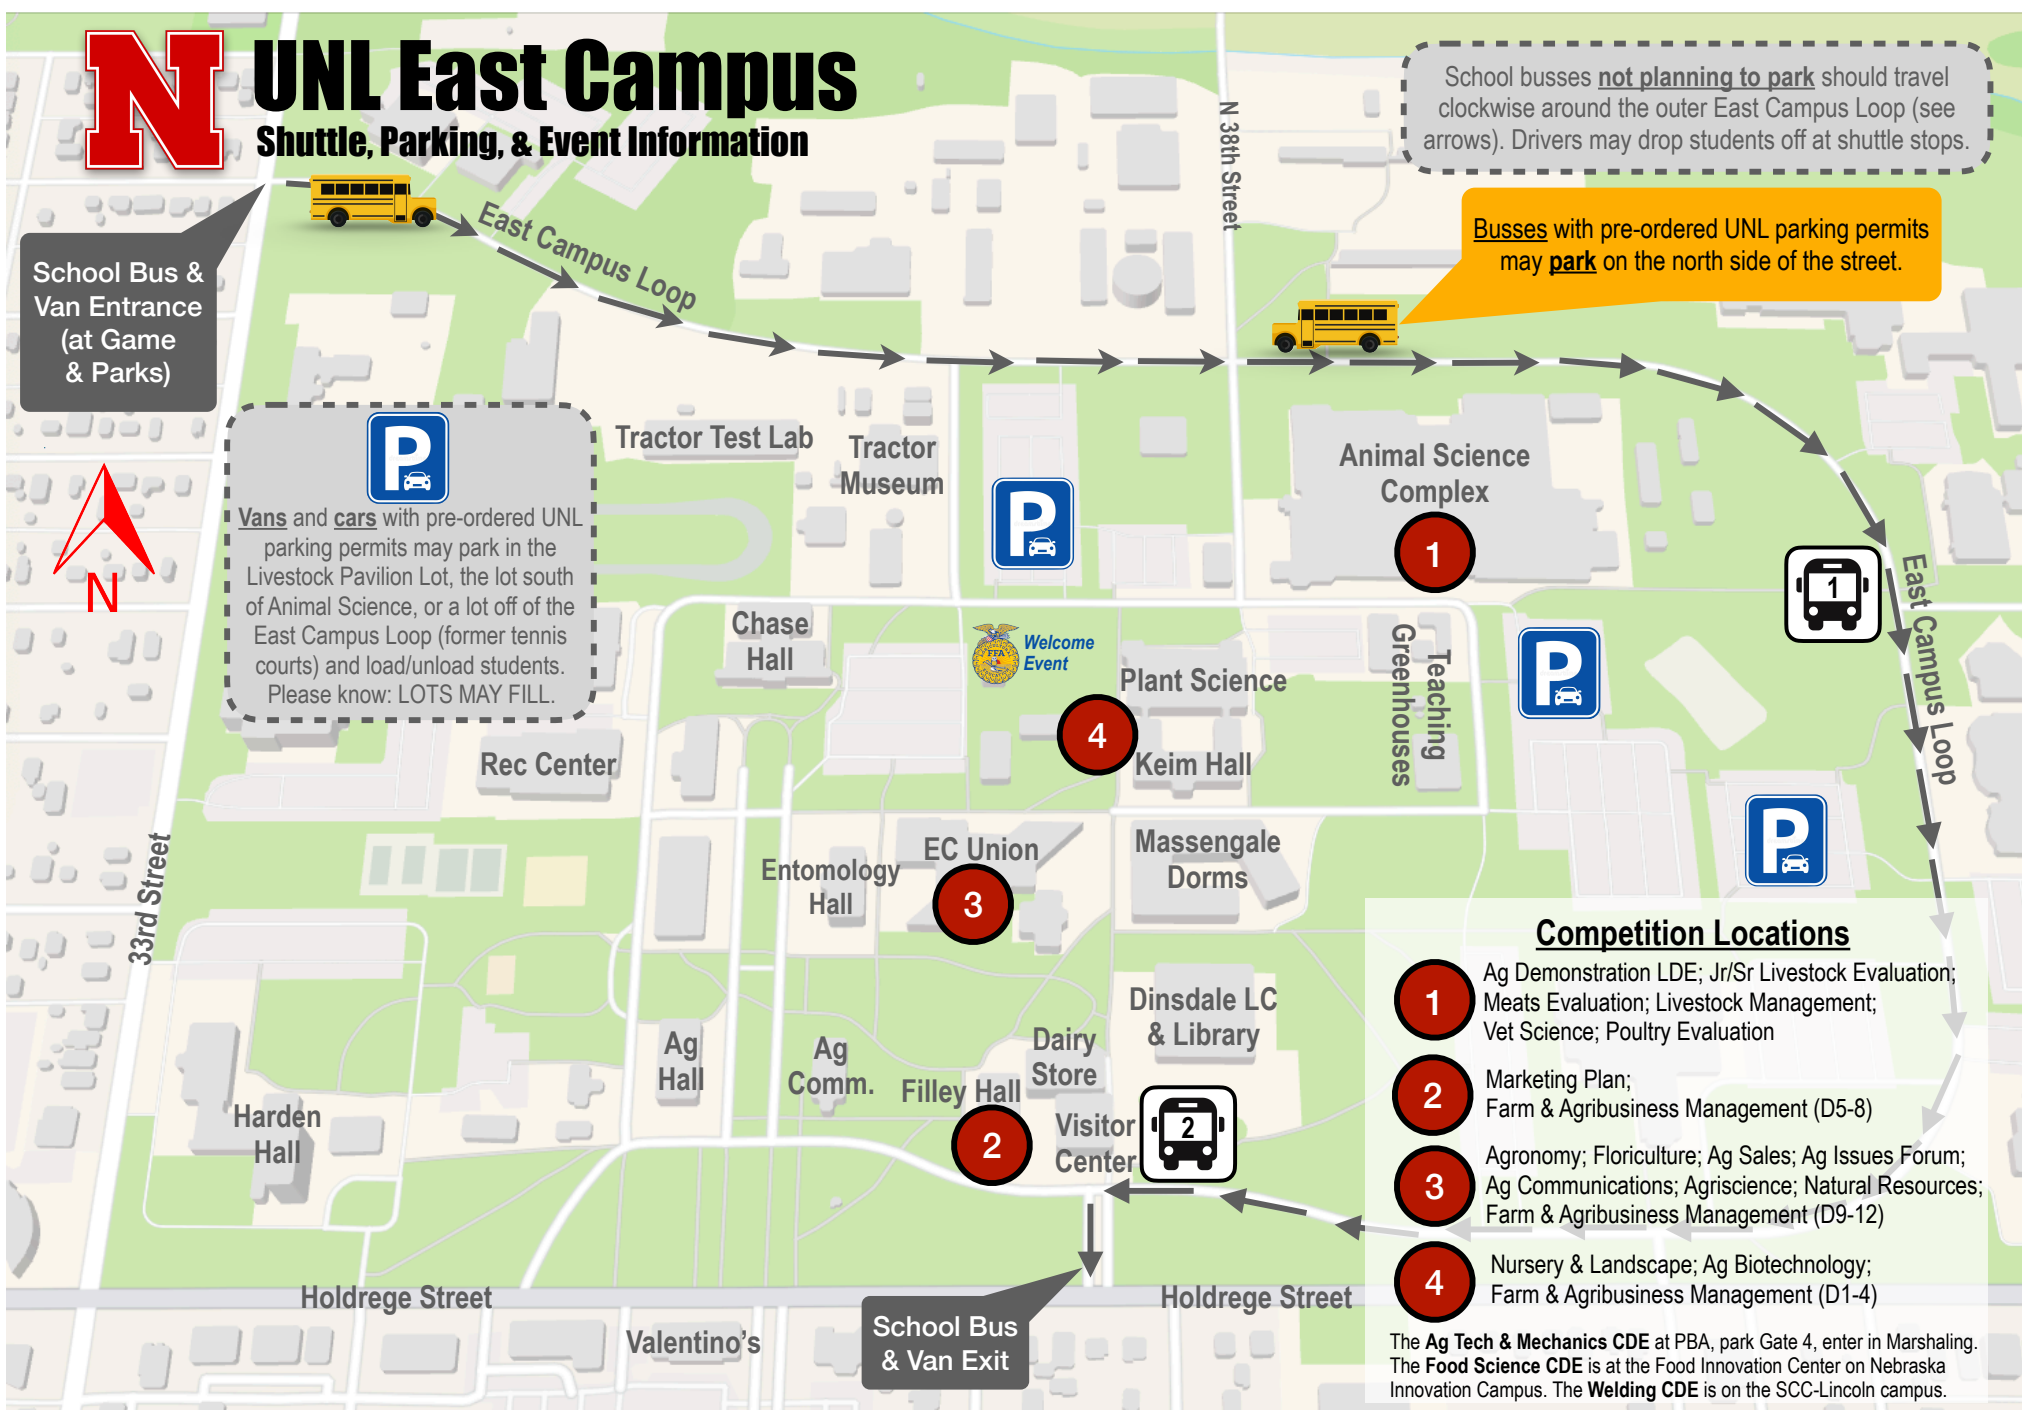 N
UNL East Campus
Shuttle, Parking, & Event Information
School busses not planning to park should travel
clockwise around the outer East Campus Loop (see
arrows). Drivers may drop students off at shuttle stops.
N 38th Street
Busses with pre-ordered UNL parking permits
may park on the north side of the street.
East Campus Loop
School Bus &
Van Entrance
(at Game
& Parks)
P
Vans and cars with pre-ordered UNL
parking permits may park in the
Livestock Pavilion Lot, the lot south
of Animal Science, or a lot off of the
East Campus Loop (former tennis
courts) and load/unload students.
Please know: LOTS MAY FILL.
N
Tractor Test Lab
Tractor
Museum
P
Animal Science
Complex
1
1
East Campus Loop
Chase
Hall
FFA
Welcome
Event
Plant Science
4
Keim Hall
Teaching
Greenhouses
P
Rec Center
P
33rd Street
Entomology
Hall
EC Union
3
Massengale
Dorms
Dinsdale LC
& Library
Dairy
Store
Ag
Hall
Ag
Comm.
Filley Hall
2
Visitor
Center
2
Harden
Hall
Holdrege Street
Holdrege Street
Valentino's
School Bus
& Van Exit
Competition Locations
1
Ag Demonstration LDE; Jr/Sr Livestock Evaluation;
Meats Evaluation; Livestock Management;
Vet Science; Poultry Evaluation
2
Marketing Plan;
Farm & Agribusiness Management (D5-8)
3
Agronomy; Floriculture; Ag Sales; Ag Issues Forum;
Ag Communications; Agriscience; Natural Resources;
Farm & Agribusiness Management (D9-12)
4
Nursery & Landscape; Ag Biotechnology;
Farm & Agribusiness Management (D1-4)
The Ag Tech & Mechanics CDE at PBA, park Gate 4, enter in Marshaling.
The Food Science CDE is at the Food Innovation Center on Nebraska
Innovation Campus. The Welding CDE is on the SCC-Lincoln campus.